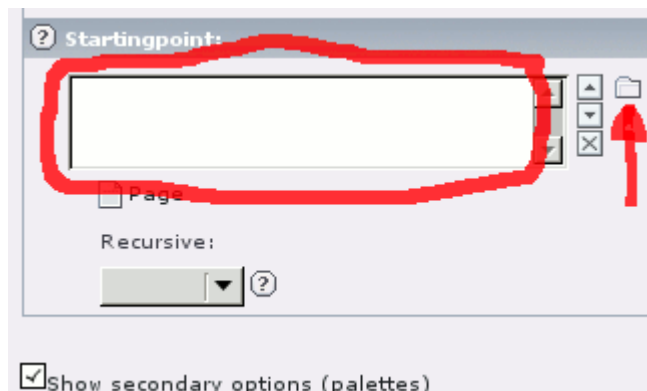 Startingpoint:
Page
Recursive:
Show secondary options (palettes)